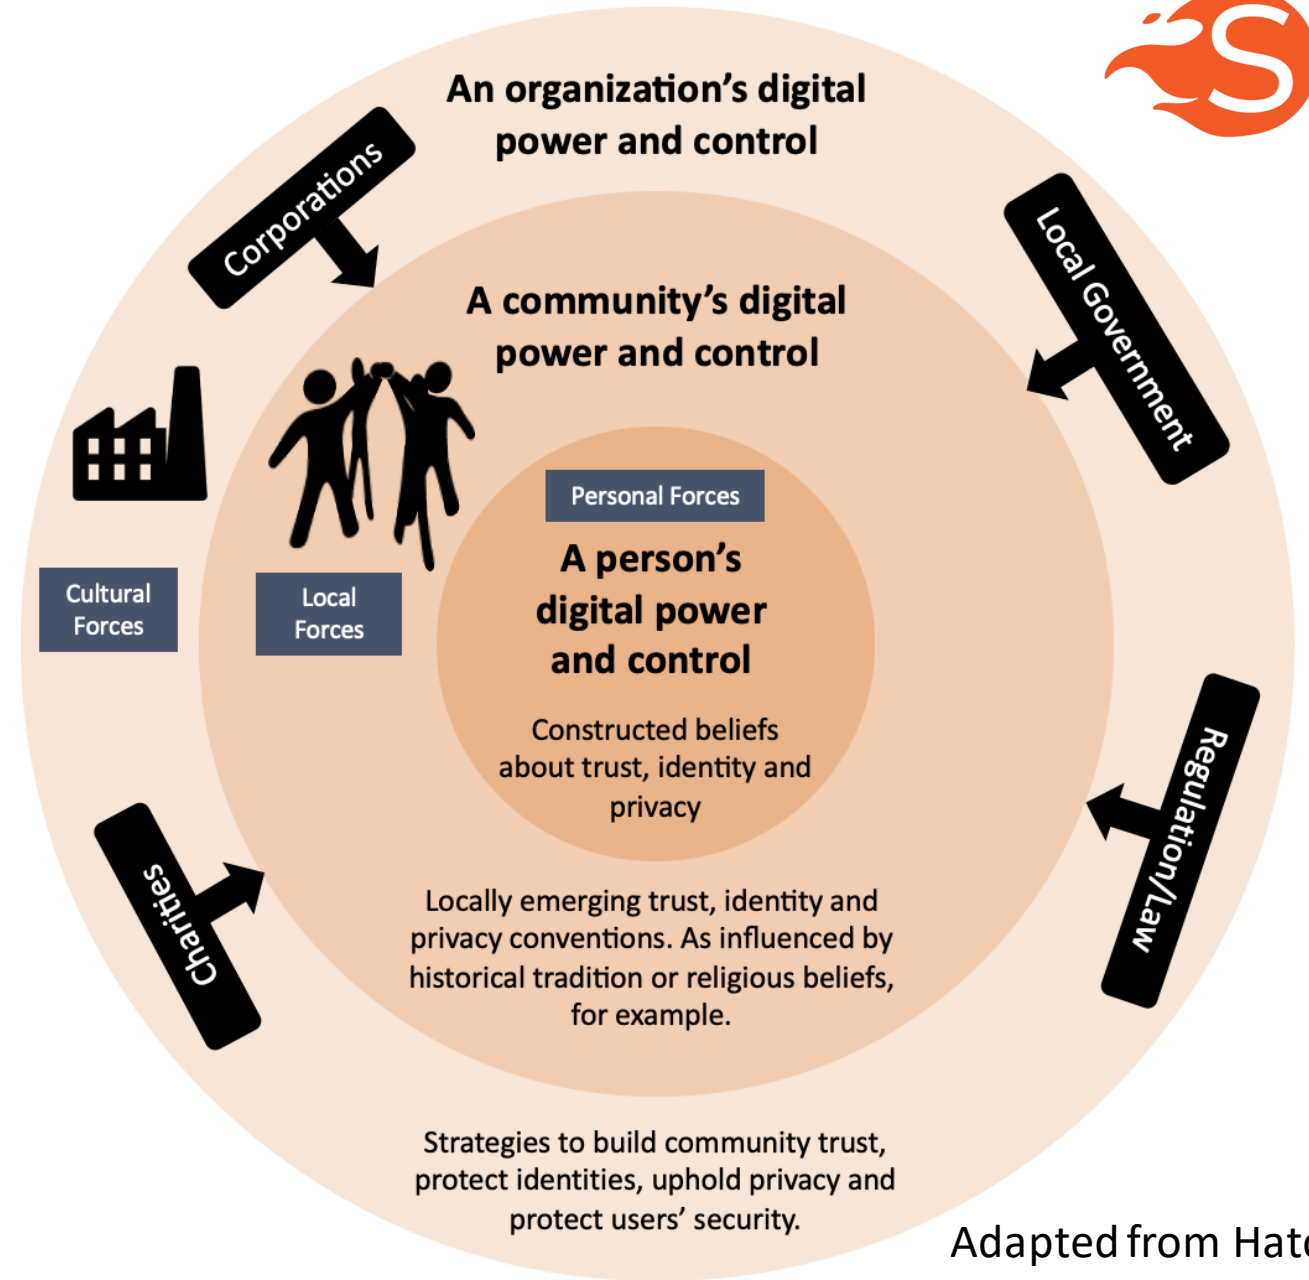 S
An organization’s digital
power and control
Corporations
Local Government
A community’s digital
power and control
Personal Forces
A person’s
digital power
and control
Cultural
Forces
Local
Forces
Constructed beliefs
about trust, identity and
privacy
Regulation/Law
Charities
Locally emerging trust, identity and
privacy conventions. As influenced by
historical tradition or religious beliefs,
for example.
Strategies to build community trust,
protect identities, uphold privacy and
protect users’ security.
Adapted from